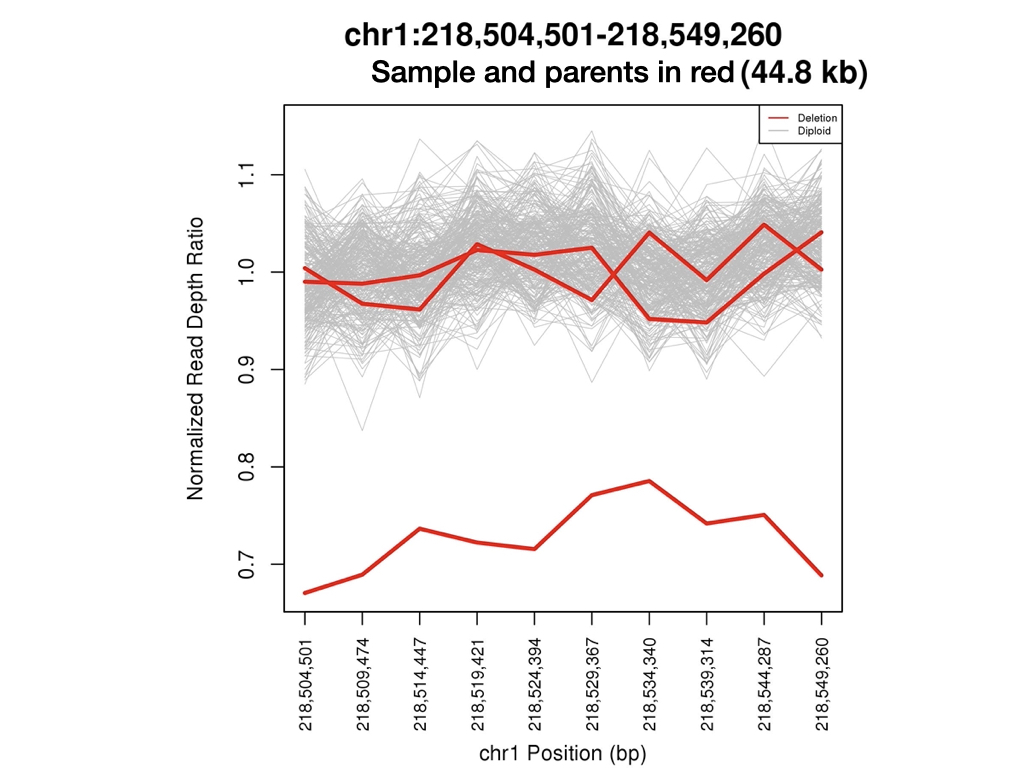 chr1:218,504,501-218,549,260
Sample and parents in red (44.8 kb)
Deletion
Diploid
Normalized Read Depth Ratio
1.1
1.0
0.9
0.8
0.7
218,504,501
218,509,474
218,514,447
218,519,421
218,524,394
218,529,367
218,534,340
218,539,314
218,544,287
218,549,260
chr1 Position (bp)